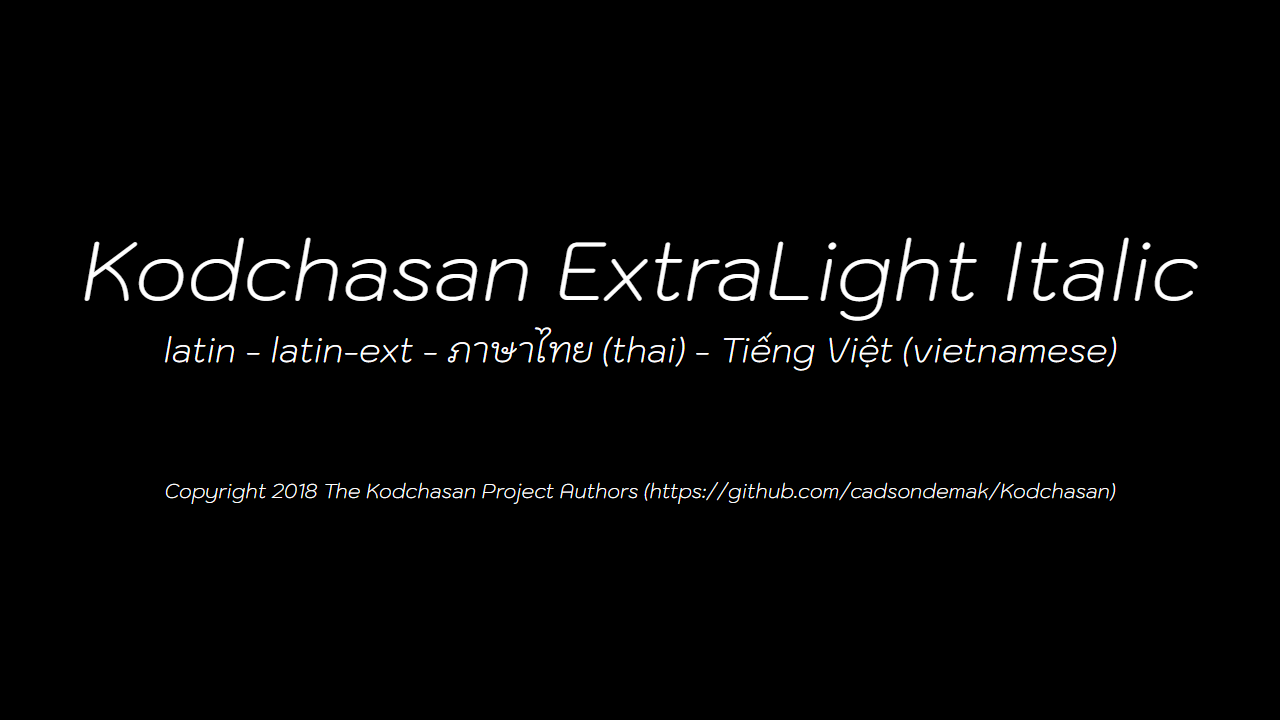 Kodchasan ExtraLight Italic
latin - latin-ext - ภาษาไทย (thai) - Tiếng Việt (vietnamese)
Copyright 2018 The Kodchasan Project Authors (https://github.com/cadsondemak/Kodchasan)